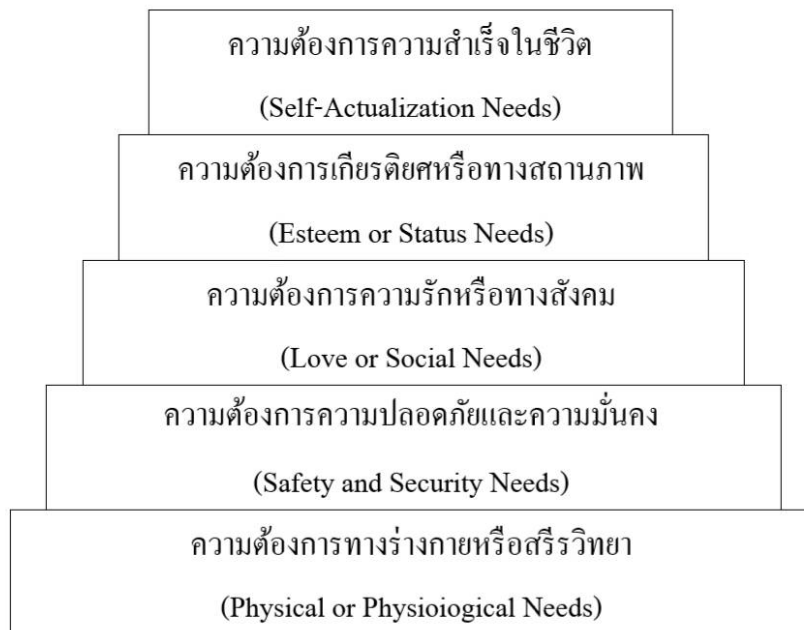 ความต้องการความสำเร็จในชีวิต
(Self-Actualization Needs)
ความต้องการเกียรติยศหรือทางสถานภาพ
(Esteem or Status Needs)
ความต้องการความรักหรือทางสังคม
(Love or Social Needs)
ความต้องการความปลอดภัยและความมั่นคง
(Safety and Security Needs)
ความต้องการทางร่างกายหรือสรีรวิทยา
(Physical or Physioiogical Needs)